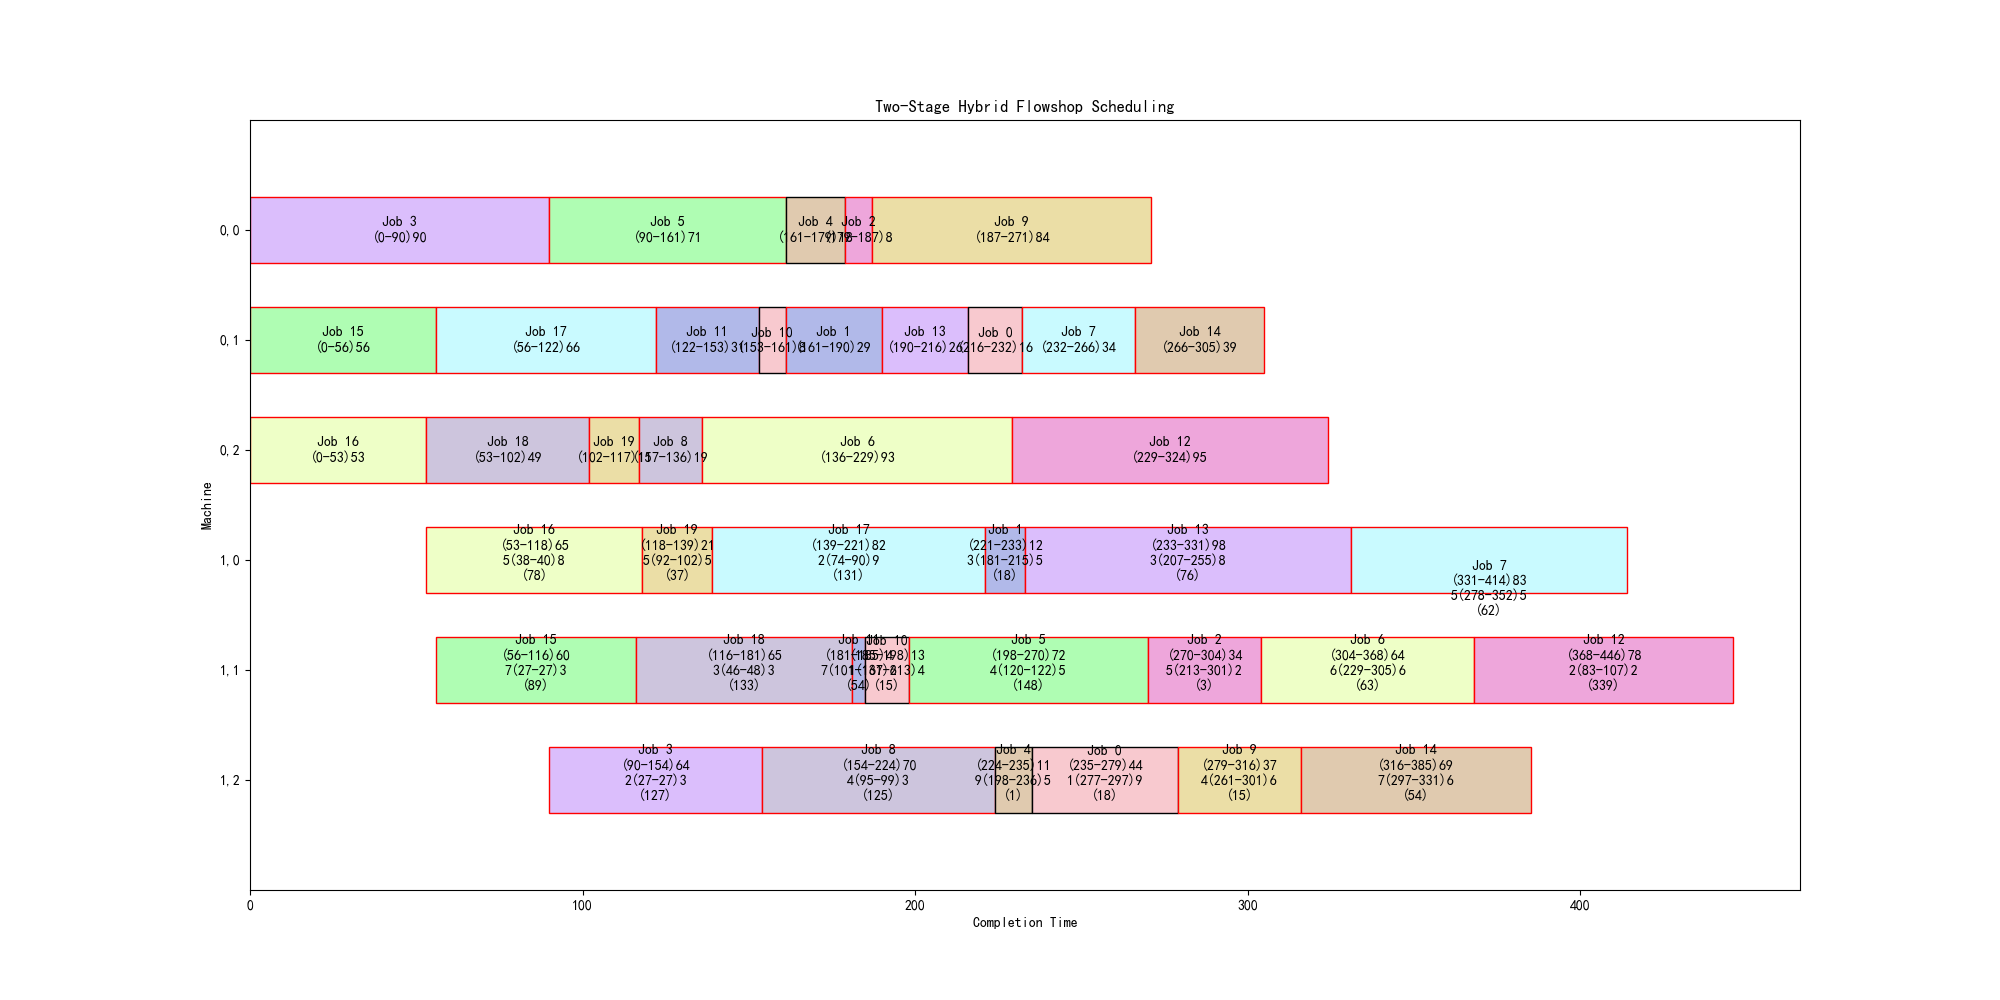 Two-Stage Hybrid Flowshop Scheduling
Machine
0,0
Job 3
(0-90)90
Job 5
(90-161)71
Job 4
(161-179)18
Job 2
(179-187)8
Job 9
(187-271)84
0,1
Job 15
(0-56)56
Job 17
(56-122)66
Job 11
(122-153)31
Job 10
(153-161)8
Job 1
(161-190)29
Job 13
(190-216)26
Job 0
(216-232)16
Job 7
(232-266)34
Job 14
(266-305)39
0,2
Job 16
(0-53)53
Job 18
(53-102)49
Job 19
(102-117)15
Job 8
(117-136)19
Job 6
(136-229)93
Job 12
(229-324)95
1,0
Job 16
(53-118)65
5(38-40)8
(78)
Job 19
(118-139)21
5(92-102)5
(37)
Job 17
(139-221)82
2(74-90)9
(131)
Job 1
(221-233)12
3(181-215)5
(18)
Job 13
(233-331)98
3(207-255)8
(76)
Job 7
(331-414)83
5(278-352)5
(62)
1,1
Job 15
(56-116)60
7(27-27)3
(89)
Job 18
(116-181)65
3(46-48)3
(133)
Job 11
(181-185)4
(54)
Job 10
(185-198)13
(15)
Job 5
(198-270)72
4(120-122)5
(148)
Job 2
(270-304)34
5(213-301)2
(3)
Job 6
(304-368)64
6(229-305)6
(63)
Job 12
(368-446)78
2(83-107)2
(339)
1,2
Job 3
(90-154)64
2(27-27)3
(127)
Job 8
(154-224)70
4(95-99)3
(125)
Job 4
(224-235)11
9(198-236)5
(1)
Job 0
(235-279)44
1(277-297)9
(18)
Job 9
(279-316)37
4(261-301)6
(15)
Job 14
(316-385)69
7(297-331)6
(54)
0
100
200
300
400
Completion Time